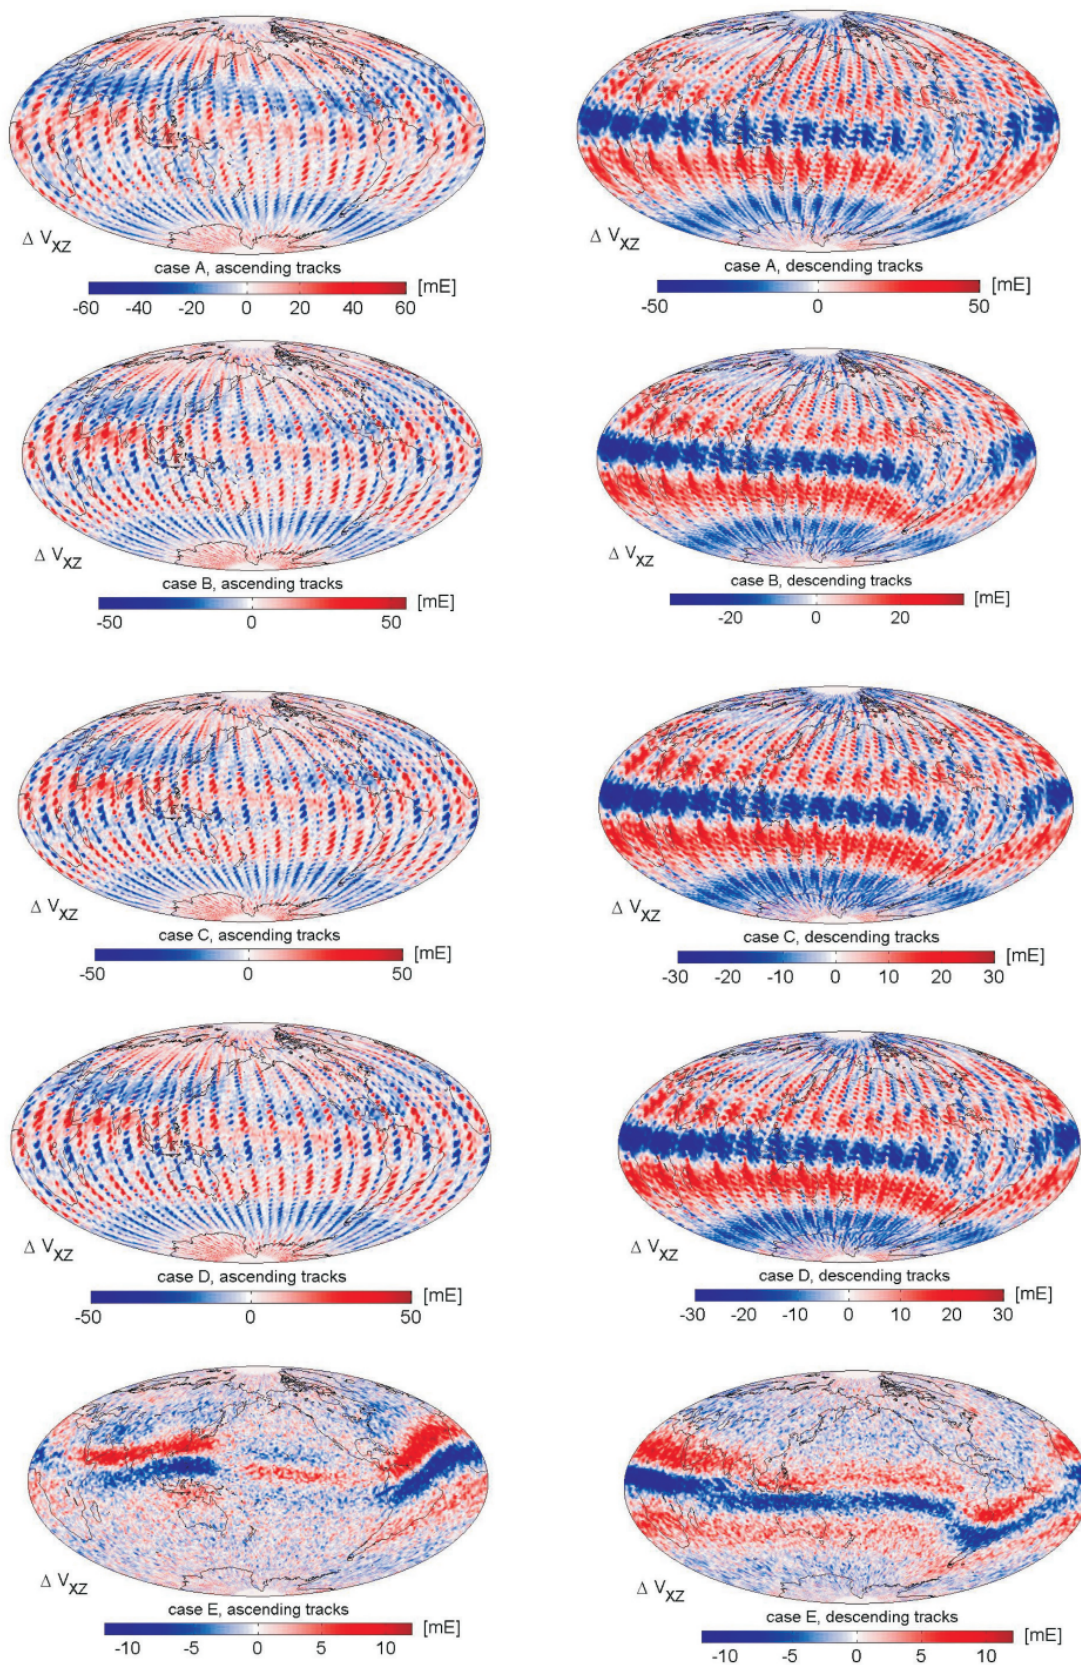 Δ V_XZ
case A, ascending tracks
[mE]
-60 -40 -20 0 20 40 60
Δ V_XZ
case A, descending tracks
[mE]
-50 0 50
Δ V_XZ
case B, ascending tracks
[mE]
-50 0 50
Δ V_XZ
case B, descending tracks
[mE]
-20 0 20
Δ V_XZ
case C, ascending tracks
[mE]
-50 0 50
Δ V_XZ
case C, descending tracks
[mE]
-30 -20 -10 0 10 20 30
Δ V_XZ
case D, ascending tracks
[mE]
-50 0 50
Δ V_XZ
case D, descending tracks
[mE]
-30 -20 -10 0 10 20 30
Δ V_XZ
case E, ascending tracks
[mE]
-10 -5 0 5 10
Δ V_XZ
case E, descending tracks
[mE]
-10 -5 0 5 10